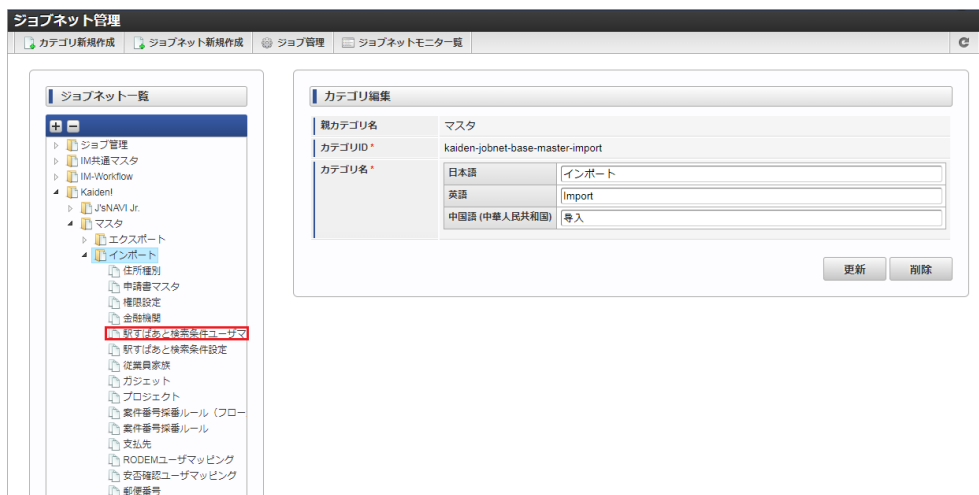 ジョブネット管理
カテゴリ新規作成 ジョブネット新規作成 ジョブ管理 ジョブネットモニタ一覧
ジョブネット一覧
ジョブ管理
IM共通マスタ
IM-Workflow
Kaiden!
J'sNAVI Jr.
マスタ
エクスポート
インポート
住所種別
申請書マスタ
権限設定
金融機関
駅すぱあと検索条件ユーザマ
駅すぱあと検索条件設定
従業員家族
ガジェット
プロジェクト
案件番号採番ルール（フロー
案件番号採番ルール
支払先
RODEMユーザマッピング
安否確認ユーザマッピング
郵便番号
カテゴリ編集
親カテゴリ名 マスタ
カテゴリID * kaiden-jobnet-base-master-import
カテゴリ名 *
日本語 インポート
英語 Import
中国語 (中華人民共和国) 导入
更新 削除